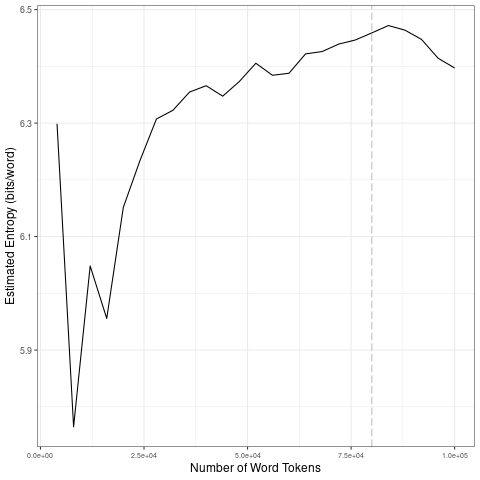 6.5
6.3
6.1
5.9
Estimated Entropy (bits/word)
0.0e+00 2.5e+04 5.0e+04 7.5e+04 1.0e+05
Number of Word Tokens